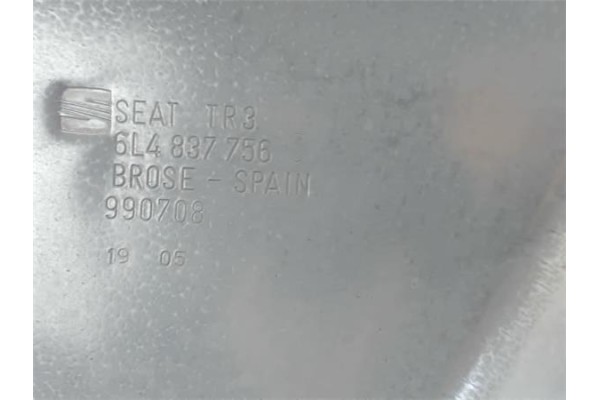 SEAT TR3
6L4 837 756
BROSE - SPAIN
990708
19 05